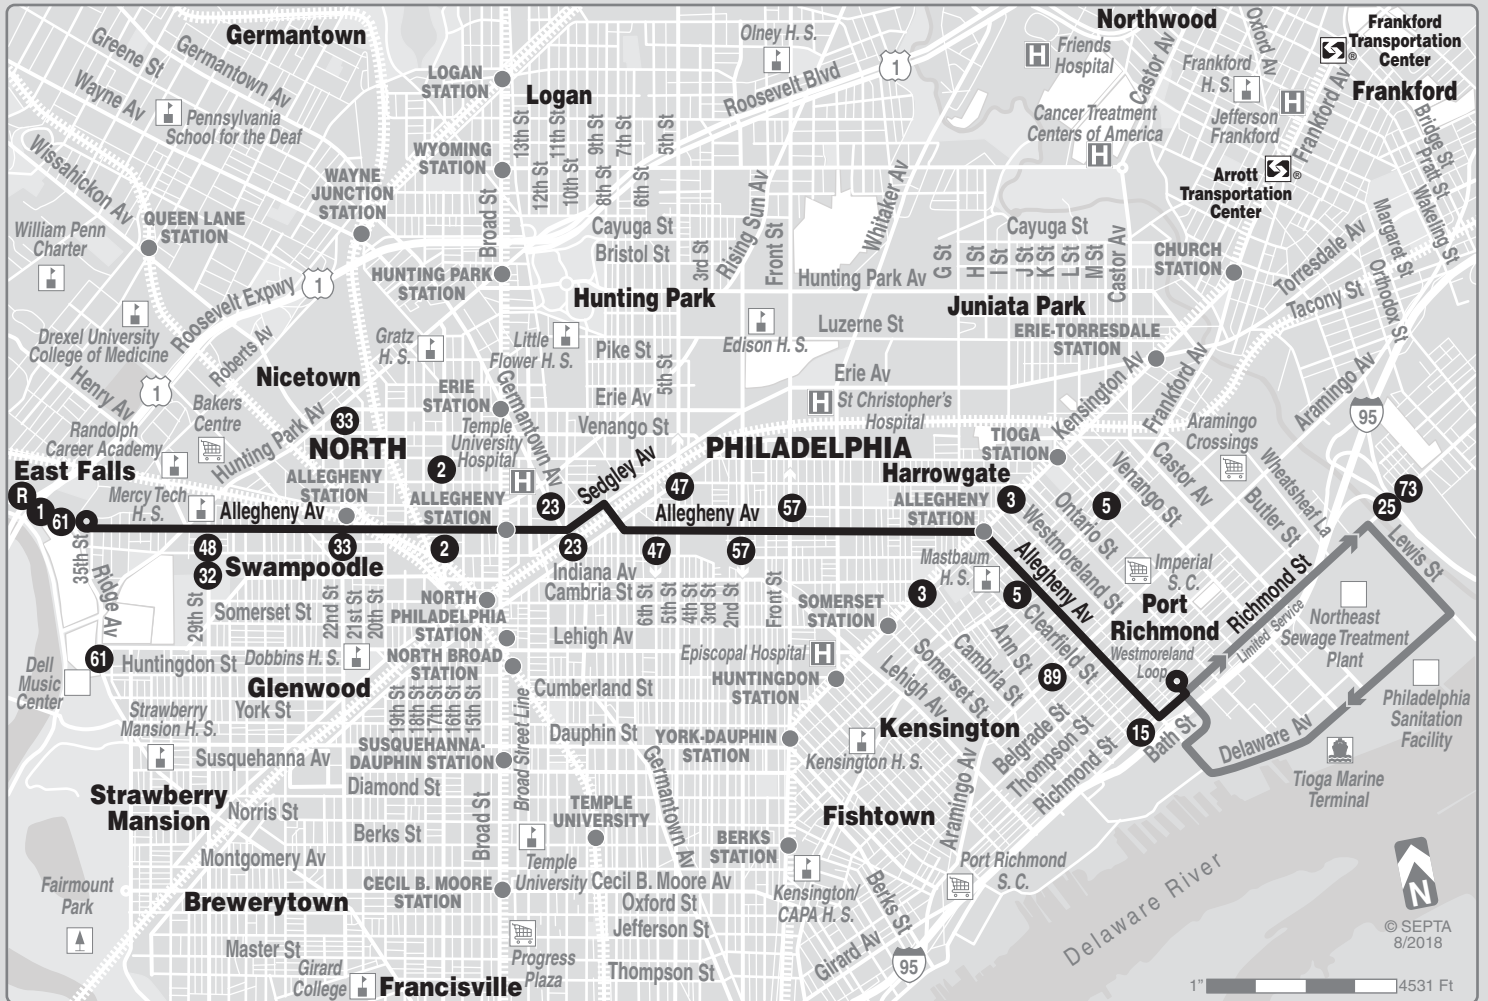 Germantown
Greene St
Germantown Av
Wayne Av
Pennsylvania
School for the Deaf
Wissahickon Av
William Penn
Charter
QUEEN LANE
STATION
WAYNE
JUNCTION
STATION
LOGAN
STATION
Logan
WYOMING
STATION
Broad St
13th St
12th St
11th St
10th St
9th St
8th St
7th St
6th St
5th St
Olney H. S.
Roosevelt Blvd
1
Northwood
Friends
Hospital
Castor Av
Cancer Treatment
Centers of America
Oxford Av
Frankford
H. S.
Jefferson
Frankford
Frankford Av
Frankford
Transportation
Center
®
Frankford
Arrott
Transportation
Center
®
Bridge St
Pratt St
Wakeling St
Margaret St
Orthodox St
Torresdale Av
Tacony St
Cayuga St
Bristol St
3rd St
Rising Sun Av
Front St
Whitaker Av
Hunting Park Av
G St
H St
I St
J St
K St
L St
M St
Cayuga St
Castor Av
CHURCH
STATION
HUNTING PARK
STATION
Hunting Park
Juniata Park
ERIE-TORRESDALE
STATION
Roosevelt Expwy
1
Drexel University
College of Medicine
Henry Av
1
Roberts Av
Gratz
H. S.
Little
Flower H. S.
Pike St
5th St
Edison H. S.
Luzerne St
Erie Av
Nicetown
33
Bakers
Centre
Hunting Park Av
ERIE
STATION
Germantown Av
Erie Av
Venango St
St Christopher's
Hospital
Kensington Av
Frankford Av
Aramingo Av
95
Aramingo
Crossings
Randolph
Career Academy
NORTH
PHILADELPHIA
Temple
University
Hospital
2
East Falls
R
1
61
Mercy Tech
H. S.
ALLEGHENY
STATION
Allegheny Av
ALLEGHENY
STATION
23
Sedgley Av
47
Allegheny Av
57
Harrowgate
ALLEGHENY
STATION
TIOGA
STATION
3
5
Venango St
Castor Av
Ontario St
Westmoreland St
Butler St
Wheatsheaf La
73
25
Lewis St
35th St
Ridge Av
48
32
Swampoodle
33
2
23
47
57
Indiana Av
Cambria St
6th St
5th St
4th St
3rd St
2nd St
Front St
Mastbaum
H. S.
Allegheny Av
Imperial
S. C.
3
5
Clearfield St
Port
Richmond
Westmoreland
Loop
Richmond St
Limited Service
Northeast
Sewage Treatment
Plant
Philadelphia
Sanitation
Facility
29th St
Somerset St
22nd St
21st St
20th St
NORTH
PHILADELPHIA
STATION
Lehigh Av
SOMERSET
STATION
Episcopal Hospital
Ann St
Cambria St
Somerset St
Lehigh Av
89
61
Huntingdon St
Dobbins H. S.
NORTH BROAD
STATION
HUNTINGDON
STATION
Dell
Music
Center
Glenwood
York St
19th St
18th St
17th St
16th St
15th St
Cumberland St
Strawberry
Mansion H. S.
Susquehanna Av
SUSQUEHANNA-
DAUPHIN STATION
Broad Street Line
Dauphin St
Germantown Av
YORK-DAUPHIN
STATION
Kensington
Kensington H. S.
Belgrade St
Thompson St
Richmond St
15
Bath St
Delaware Av
Tioga Marine
Terminal
Strawberry
Mansion
Diamond St
Norris St
Berks St
Broad St
TEMPLE
UNIVERSITY
Fishtown
Aramingo Av
Montgomery Av
Temple
University
BERKS
STATION
Port Richmond
S. C.
Delaware River
Fairmount
Park
Brewerytown
CECIL B. MOORE
STATION
Cecil B. Moore Av
Oxford St
Jefferson St
Kensington/
CAPA H. S.
Berks St
Girard Av
95
Master St
Girard
College
Francisville
Progress
Plaza
Thompson St
N
© SEPTA
8/2018
1"
4531 Ft